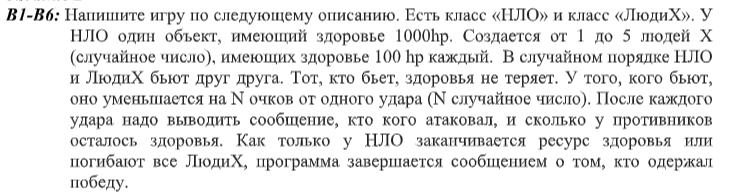 B1-B6: Напишите игру по следующему описанию. Есть класс «НЛО» и класс «ЛюдиX». У
НЛО один объект, имеющий здоровье 1000hp. Создается от 1 до 5 людей X
(случайное число), имеющих здоровье 100 hp каждый. В случайном порядке НЛО
и ЛюдиX бьют друг друга. Тот, кто бьет, здоровья не теряет. У того, кого бьют,
оно уменьшается на N очков от одного удара (N случайное число). После каждого
удара надо выводить сообщение, кто кого атаковал, и сколько у противников
осталось здоровья. Как только у НЛО заканчивается ресурс здоровья или
погибают все ЛюдиX, программа завершается сообщением о том, кто одержал
победу.